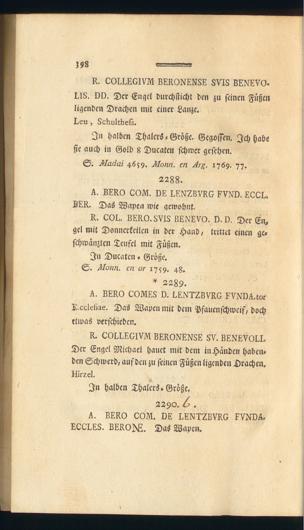 198
R. COLLEGIVM BERONENSE SVIS BENEVO-
LIS. DD. Der Engel durchsticht den zu seinen Füßen
ligenden Drachen mit einer Lanze.
Leu, Schultheß.
In halben Thalers-Größe. Gegossen. Ich habe
sie auch in Gold 8 Ducaten schwer gesehen.
S. Madai 4659. Monn. en Arg. 1769. 77.
2288.
A. BERO COM. DE LENZBVRG FVND. ECCL.
BER. Das Wapen wie gewohnt.
R. COL. BERO. SVIS BENEVO. D. D. Der En-
gel mit Donnerkeilen in der Hand, trittet einen ge-
schwänzten Teufel mit Füßen.
In Ducaten-Größe.
S. Monn. en or 1759. 48.
* 2289.
A. BERO COMES D. LENTZBVRG FVNDA.tor
Ecclesiae. Das Wapen mit dem Pfauenschweif, doch
etwas verschieden.
R. COLLEGIVM BERONENSE SV. BENEVOLL.
Der Engel Michael hauet mit dem in Händen haben-
den Schwerd, auf den zu seinen Füßen ligenden Drachen.
Hirzel.
In halben Thalers-Größe.
2290. 6.
A. BERO COM. DE LENTZBVRG FVNDA.
ECCLES. BERONE. Das Wapen.